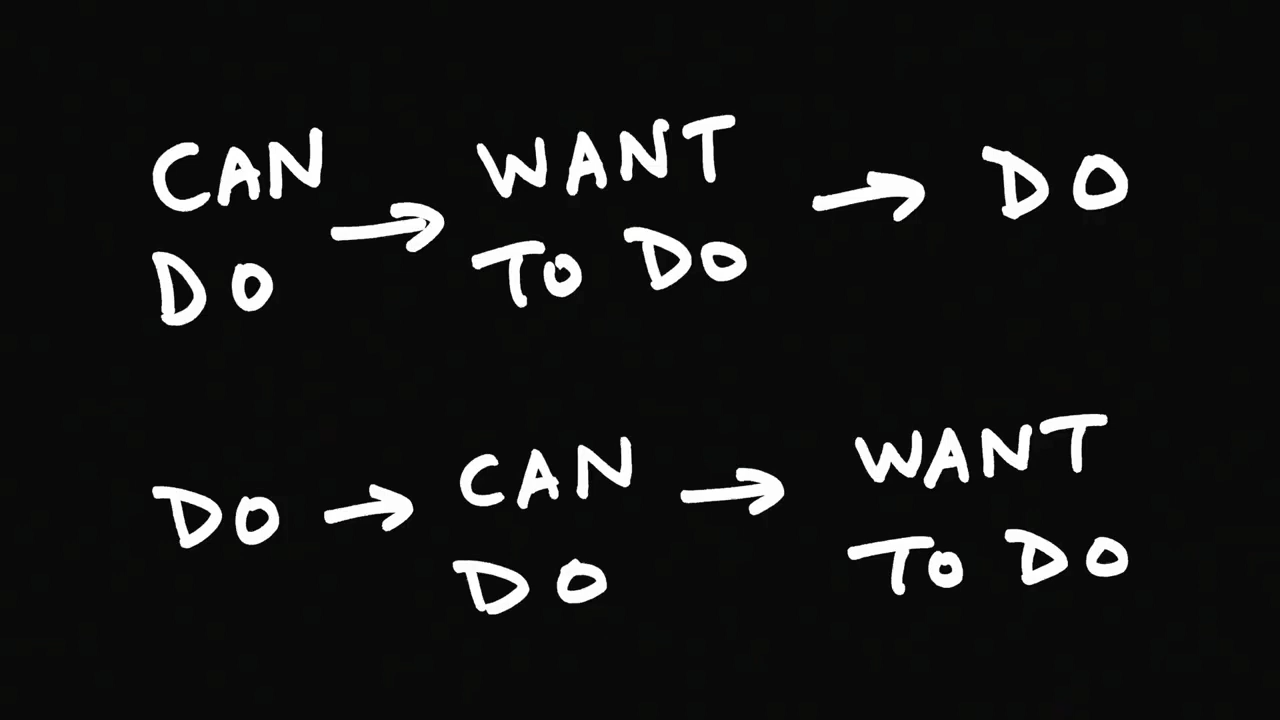 CAN WANT DO
DO → → TO DO
DO → CAN → WANT
DO TO DO